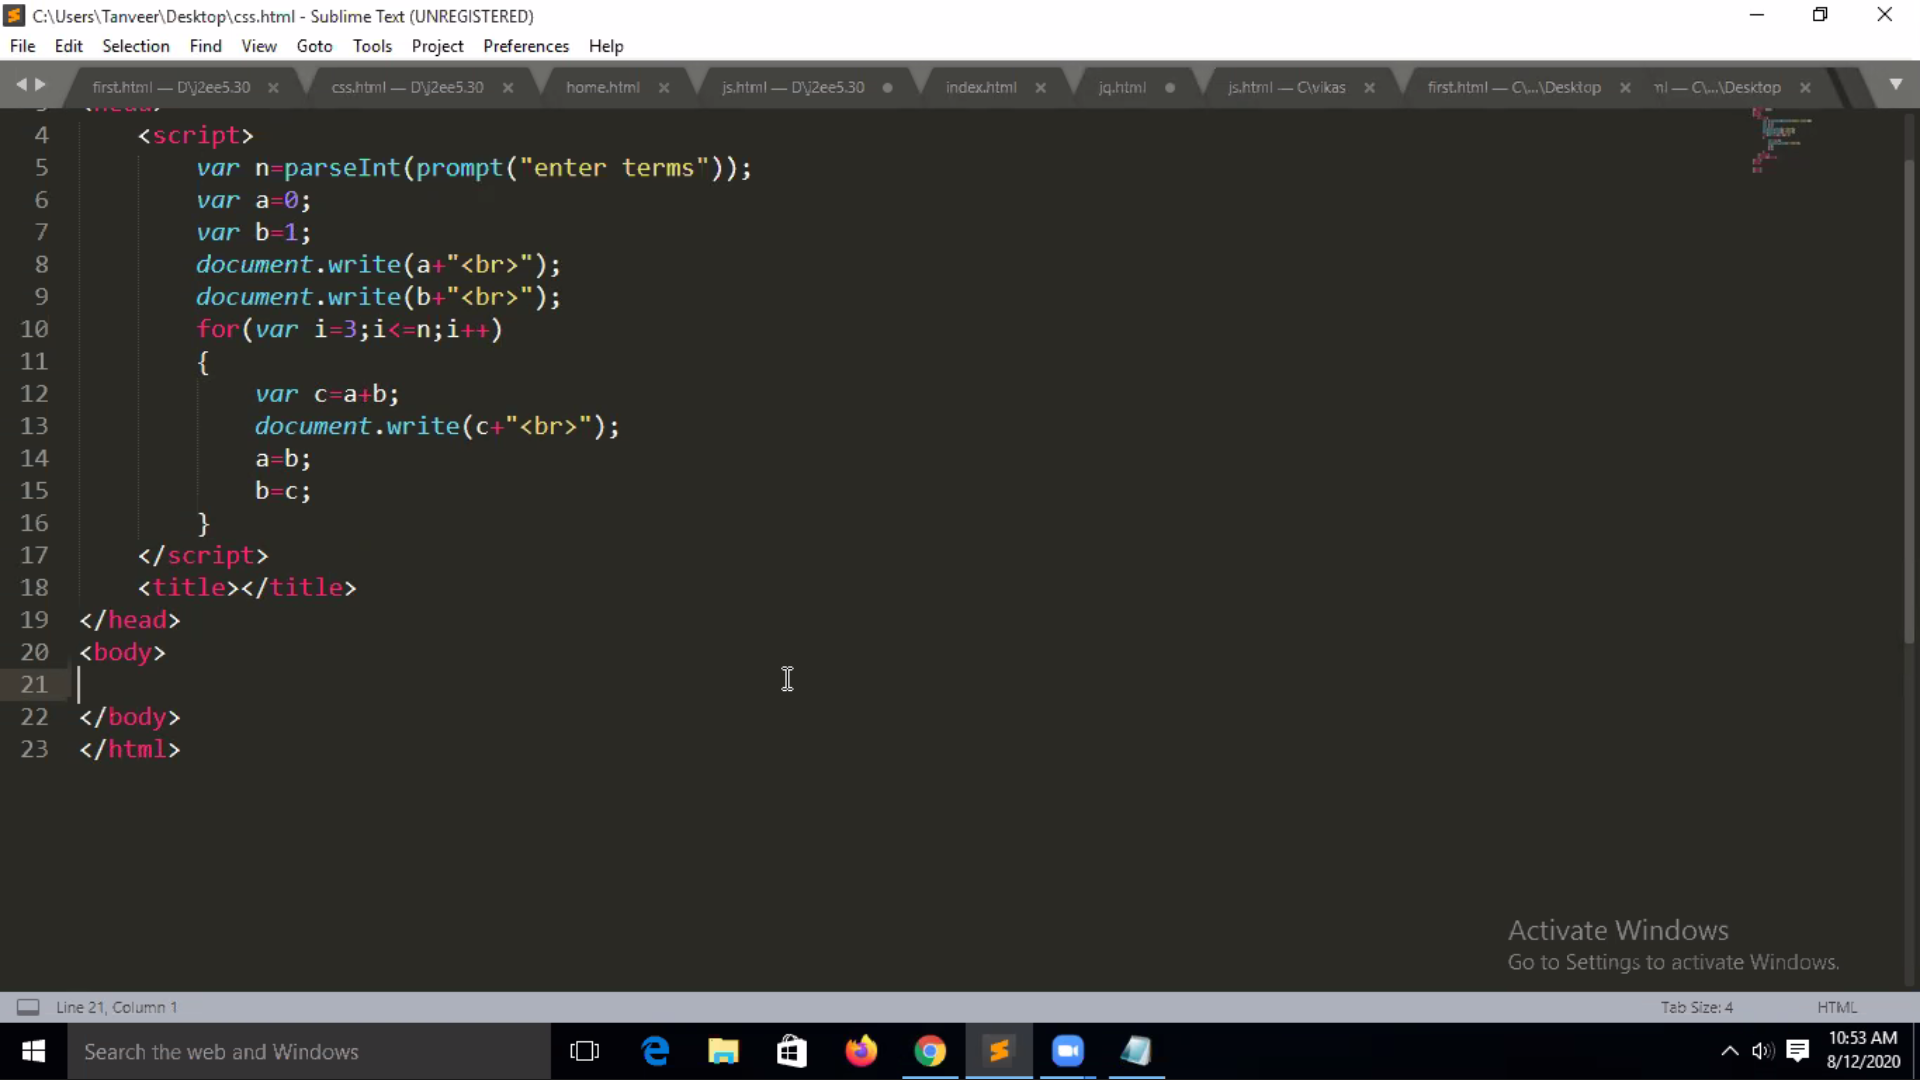 C:\Users\Tanveer\Desktop\css.html - Sublime Text (UNREGISTERED)
File Edit Selection Find View Goto Tools Project Preferences Help
first.html — D\j2ee5.30 css.html — D\j2ee5.30 home.html js.html — D\j2ee5.30 index.html jq.html js.html — C\vikas first.html — C\...\Desktop ml — C\...\Desktop
4 <script>
5 var n=parseInt(prompt("enter terms"));
6 var a=0;
7 var b=1;
8 document.write(a+"<br>");
9 document.write(b+"<br>");
10 for(var i=3;i<=n;i++)
11 {
12 var c=a+b;
13 document.write(c+"<br>");
14 a=b;
15 b=c;
16 }
17 </script>
18 <title></title>
19 </head>
20 <body>
21
22 </body>
23 </html>
Activate Windows
Go to Settings to activate Windows.
Line 21, Column 1 Tab Size: 4 HTML
Search the web and Windows
10:53 AM
8/12/2020